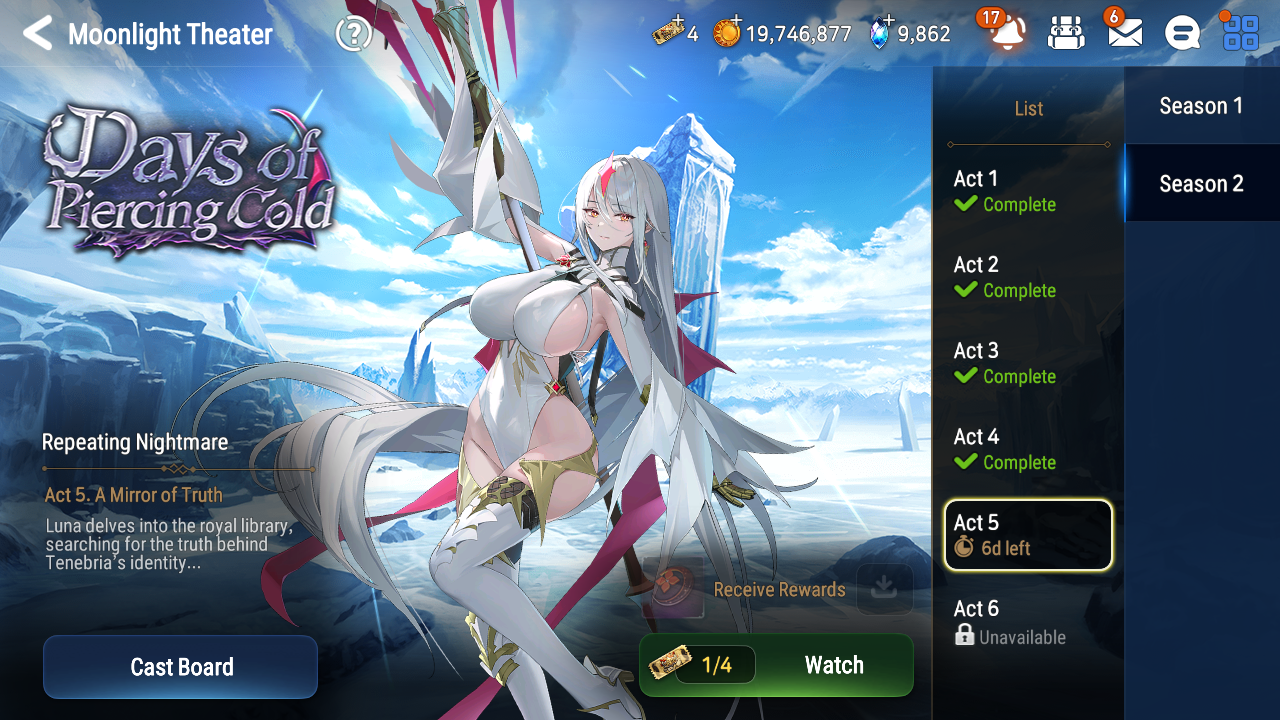 Moonlight Theater
?
4
19,746,877
9,862
17
6
Days of
Piercing Cold
List
Season 1
Season 2
Act 1
Complete
Act 2
Complete
Act 3
Complete
Act 4
Complete
Act 5
6d left
Act 6
Unavailable
Repeating Nightmare
Act 5. A Mirror of Truth
Luna delves into the royal library,
searching for the truth behind
Tenebria's identity...
Receive Rewards
Cast Board
1/4
Watch